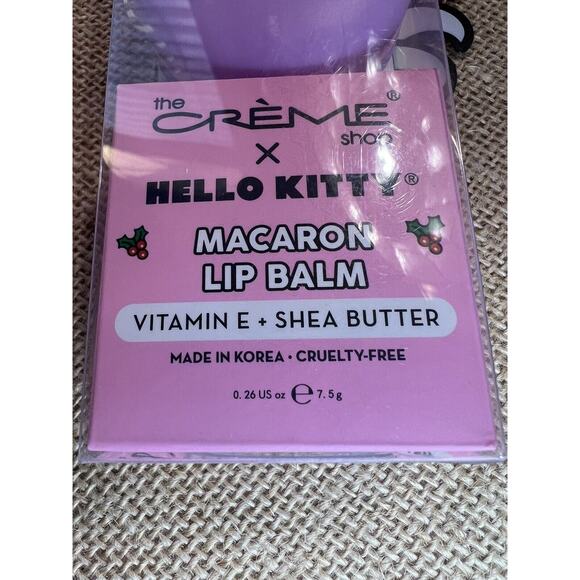 the
CRÈME®
shop
X
HELLO KITTY®
MACARON
LIP BALM
VITAMIN E + SHEA BUTTER
MADE IN KOREA • CRUELTY-FREE
0.26 US oz ℮ 7.5g